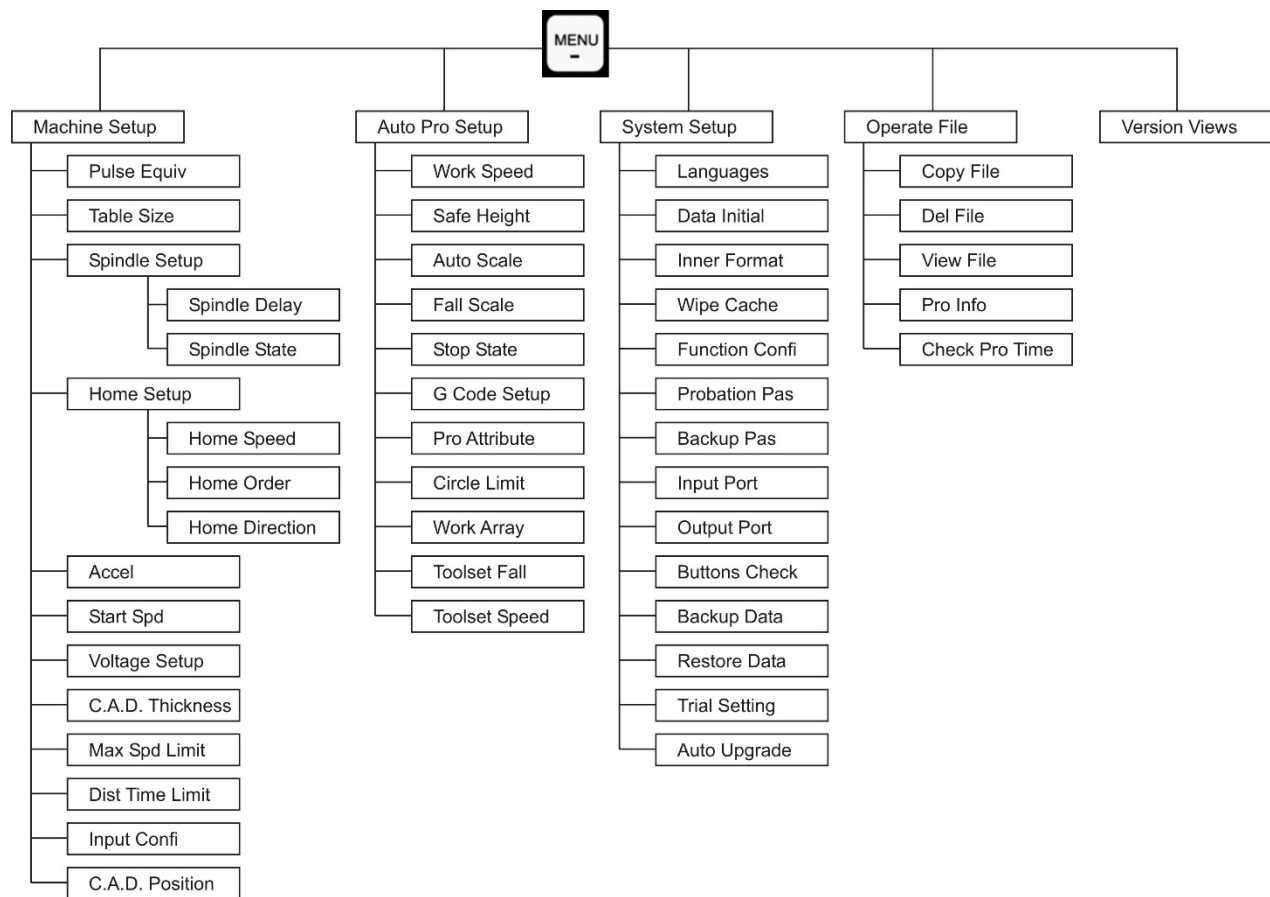 MENU
-
Machine Setup
Pulse Equiv
Table Size
Spindle Setup
Spindle Delay
Spindle State
Home Setup
Home Speed
Home Order
Home Direction
Accel
Start Spd
Voltage Setup
C.A.D. Thickness
Max Spd Limit
Dist Time Limit
Input Confi
C.A.D. Position
Auto Pro Setup
Work Speed
Safe Height
Auto Scale
Fall Scale
Stop State
G Code Setup
Pro Attribute
Circle Limit
Work Array
Toolset Fall
Toolset Speed
System Setup
Languages
Data Initial
Inner Format
Wipe Cache
Function Confi
Probation Pas
Backup Pas
Input Port
Output Port
Buttons Check
Backup Data
Restore Data
Trial Setting
Auto Upgrade
Operate File
Copy File
Del File
View File
Pro Info
Check Pro Time
Version Views